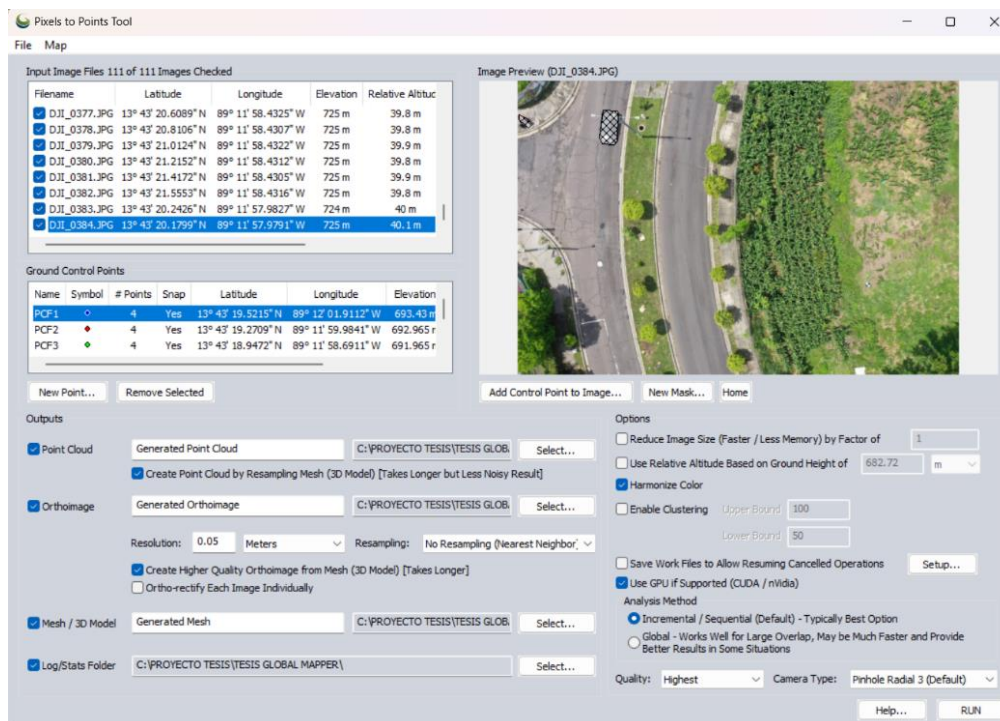 Pixels to Points Tool
File Map
Input Image Files 111 of 111 Images Checked
Filename Latitude Longitude Elevation Relative Altitud
DJI_0377.JPG 13° 43' 20.6089" N 89° 11' 58.4325" W 725 m 39.8 m
DJI_0378.JPG 13° 43' 20.8106" N 89° 11' 58.4307" W 725 m 39.8 m
DJI_0379.JPG 13° 43' 21.0124" N 89° 11' 58.4322" W 725 m 39.9 m
DJI_0380.JPG 13° 43' 21.2152" N 89° 11' 58.4312" W 725 m 39.8 m
DJI_0381.JPG 13° 43' 21.4172" N 89° 11' 58.4325" W 725 m 39.9 m
DJI_0382.JPG 13° 43' 21.5553" N 89° 11' 58.4316" W 725 m 39.8 m
DJI_0383.JPG 13° 43' 20.2426" N 89° 11' 57.9827" W 724 m 40 m
DJI_0384.JPG 13° 43' 20.1799" N 89° 11' 57.9791" W 725 m 40.1 m
Ground Control Points
Name Symbol # Points Snap Latitude Longitude Elevation
PCF1 4 Yes 13° 43' 19.5215" N 89° 12' 01.9112" W 693.43 m
PCF2 4 Yes 13° 43' 19.2709" N 89° 11' 59.9841" W 692.965 r
PCF3 4 Yes 13° 43' 18.9472" N 89° 11' 58.6911" W 691.965 r
New Point... Remove Selected
Image Preview (DJI_0384.JPG)
Add Control Point to Image... New Mask... Home
Outputs
Point Cloud Generated Point Cloud C:\PROYECTO TESIS\TESIS GLOB. Select...
Create Point Cloud by Resampling Mesh (3D Model) [Takes Longer but Less Noisy Result]
Orthoimage Generated Orthoimage C:\PROYECTO TESIS\TESIS GLOB. Select...
Resolution: 0.05 Meters Resampling: No Resampling (Nearest Neighbor)
Create Higher Quality Orthoimage from Mesh (3D Model) [Takes Longer]
Ortho-rectify Each Image Individually
Mesh / 3D Model Generated Mesh C:\PROYECTO TESIS\TESIS GLOB. Select...
Log/Stats Folder C:\PROYECTO TESIS\TESIS GLOBAL MAPPER\ Select...
Options
Reduce Image Size (Faster / Less Memory) by Factor of 1
Use Relative Altitude Based on Ground Height of 682.72 m
Harmonize Color
Enable Clustering Upper Bound 100
Lower Bound 50
Save Work Files to Allow Resuming Cancelled Operations Setup...
Use GPU if Supported (CUDA / nVidia)
Analysis Method
Incremental / Sequential (Default) - Typically Best Option
Global - Works Well for Large Overlap, May be Much Faster and Provide
Better Results in Some Situations
Quality: Highest Camera Type: Pinhole Radial 3 (Default)
Help... RUN